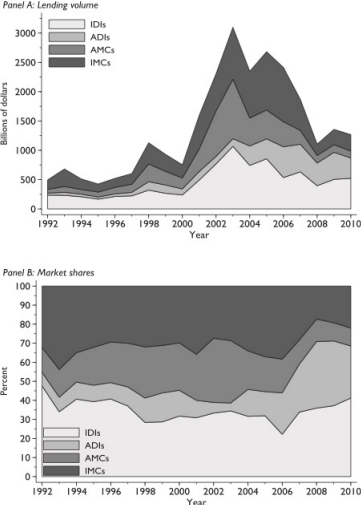 Panel A: Lending volume
IDIs
ADIs
AMCs
IMCs
Billions of dollars
3000
2500
2000
1500
1000
500
0
1992 1994 1996 1998 2000 2002 2004 2006 2008 2010
Year
Panel B: Market shares
Percent
100
90
80
70
60
50
40
30
20
10
0
IDIs
ADIs
AMCs
IMCs
1992 1994 1996 1998 2000 2002 2004 2006 2008 2010
Year